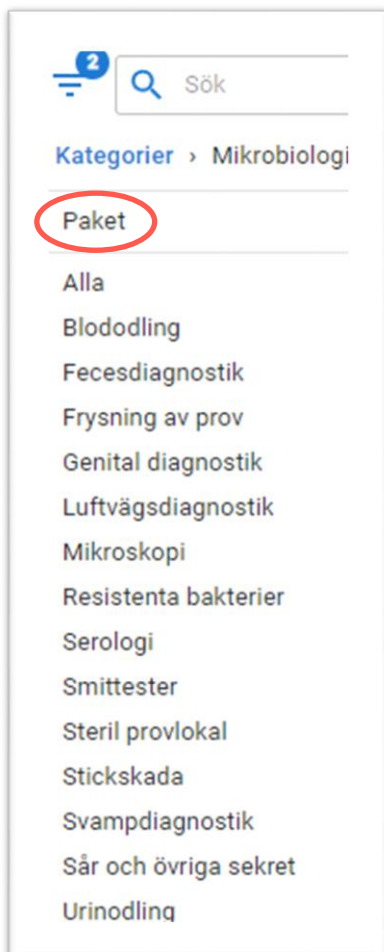 2
Sök
Kategorier › Mikrobiologi
Paket
Alla
Blododling
Fecesdiagnostik
Frysning av prov
Genital diagnostik
Luftvägsdiagnostik
Mikroskopi
Resistenta bakterier
Serologi
Smittester
Steril provlokal
Stickskada
Svampdiagnostik
Sår och övriga sekret
Urinodling